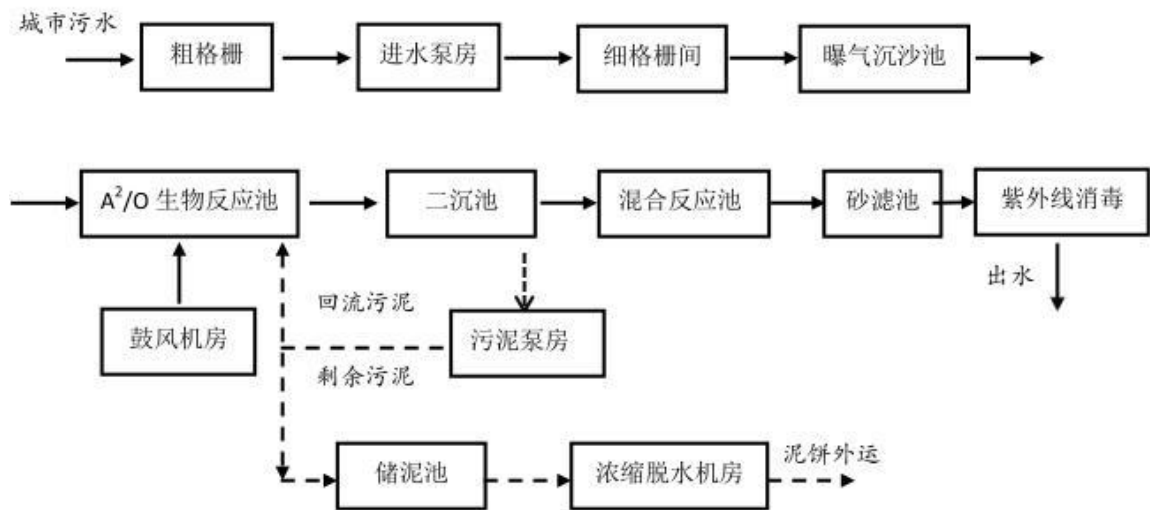 城市污水
粗格栅
进水泵房
细格栅间
曝气沉沙池
A²/O 生物反应池
二沉池
混合反应池
砂滤池
紫外线消毒
出水
回流污泥
鼓风机房
污泥泵房
剩余污泥
储泥池
浓缩脱水机房
泥饼外运